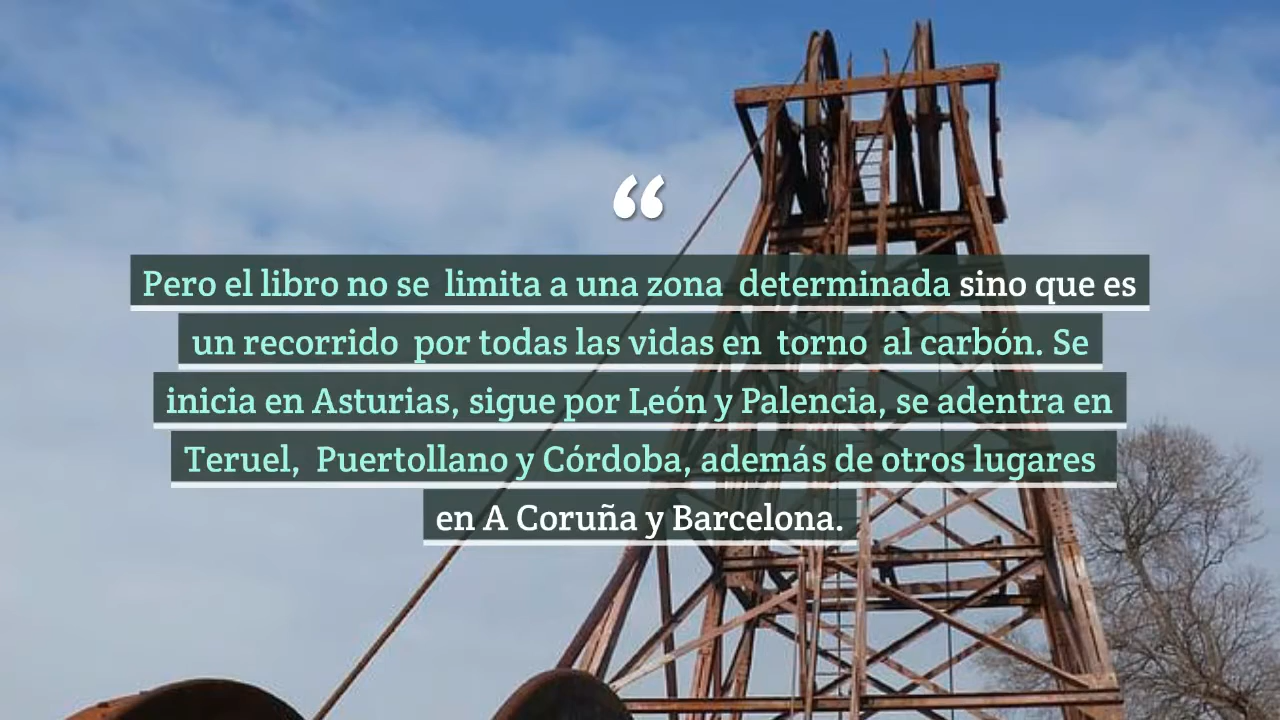 “
Pero el libro no se limita a una zona determinada sino que es
un recorrido por todas las vidas en torno al carbón. Se
inicia en Asturias, sigue por León y Palencia, se adentra en
Teruel, Puertollano y Córdoba, además de otros lugares
en A Coruña y Barcelona.